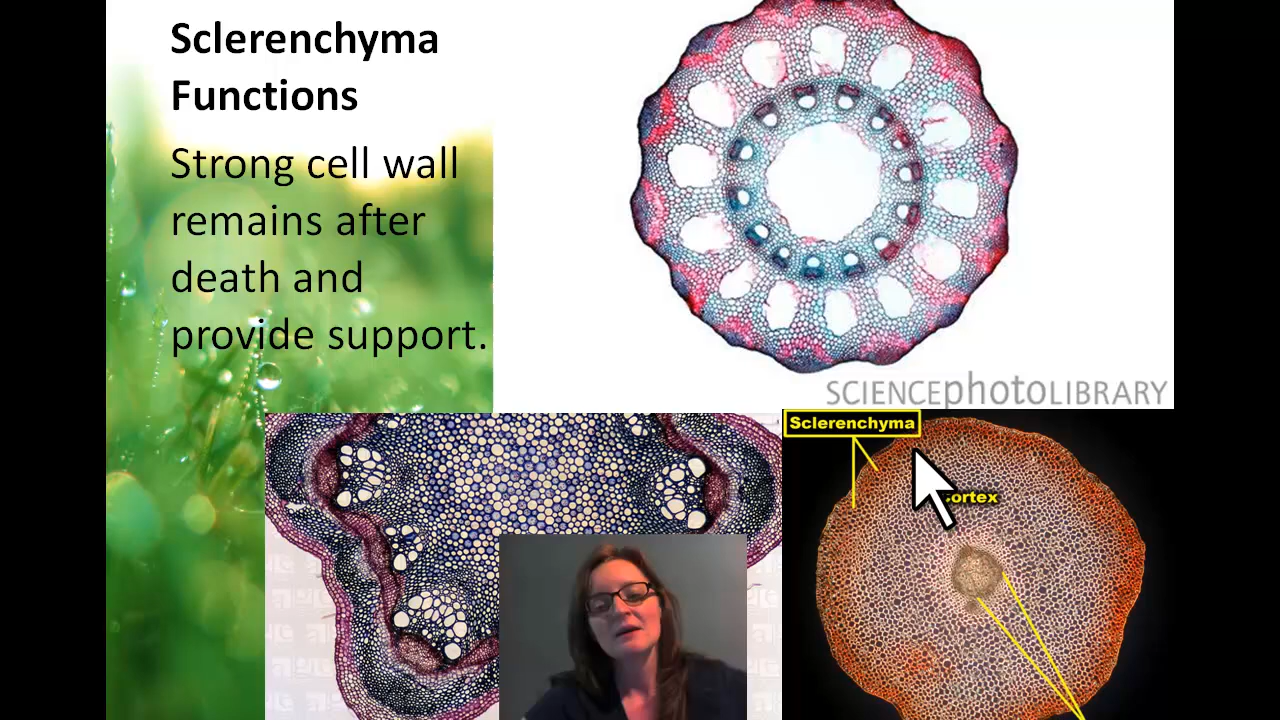 Sclerenchyma
Functions
Strong cell wall
remains after
death and
provide support.
SCIENCEphotoLIBRARY
Sclerenchyma